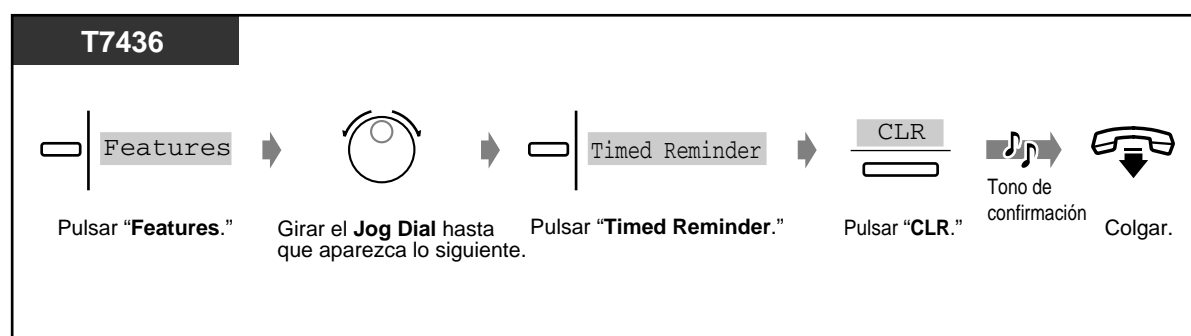 T7436
Features
Timed Reminder
CLR
Tono de
confirmación
Pulsar “Features.”
Girar el Jog Dial hasta
que aparezca lo siguiente.
Pulsar “Timed Reminder.”
Pulsar “CLR.”
Colgar.